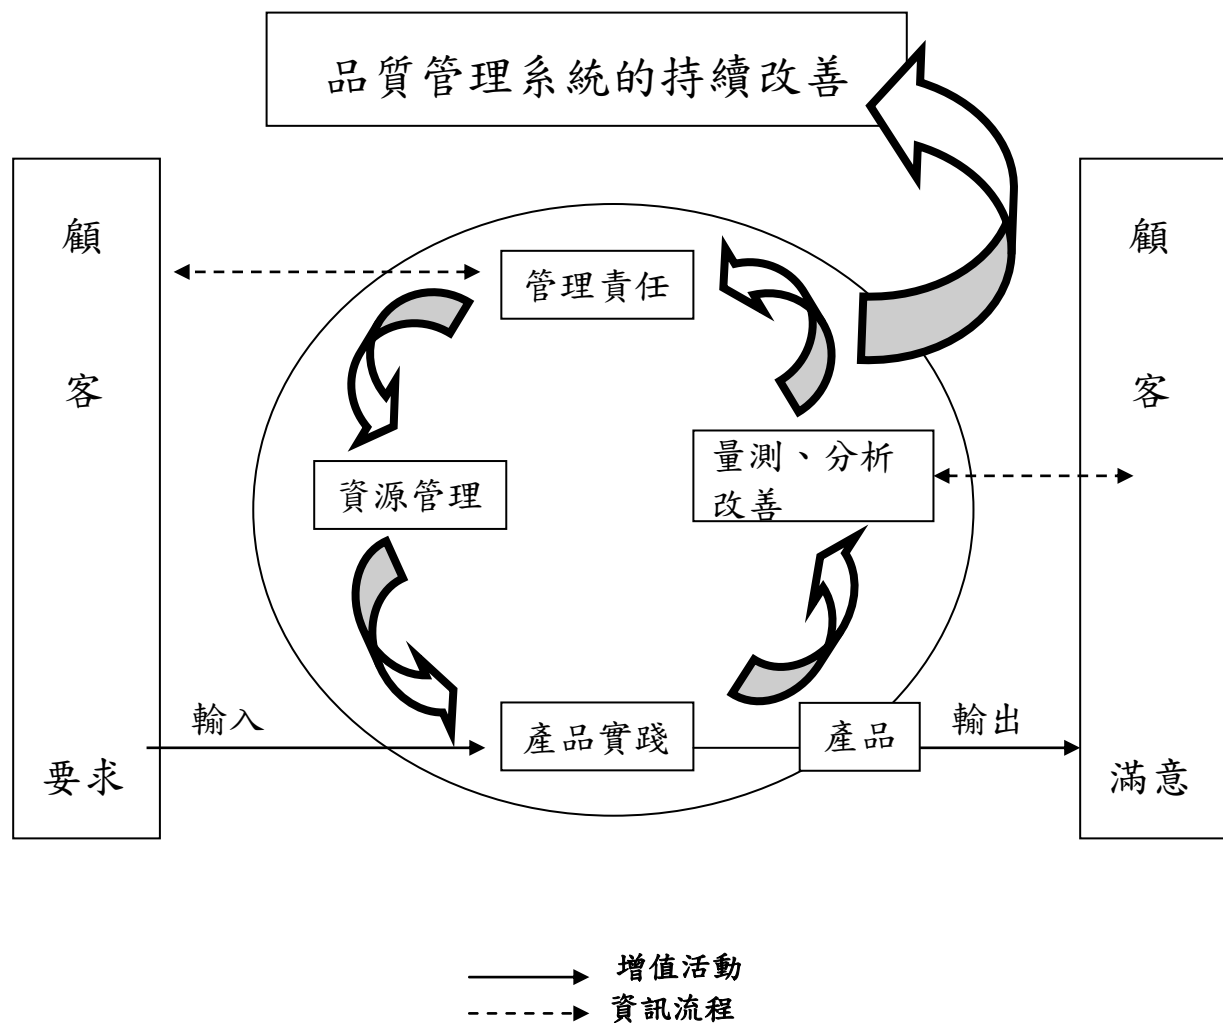 品質管理系統的持續改善
顧
客
要求
顧
客
滿意
管理責任
資源管理
量測、分析
改善
輸入
產品實踐
產品
輸出
增值活動
資訊流程